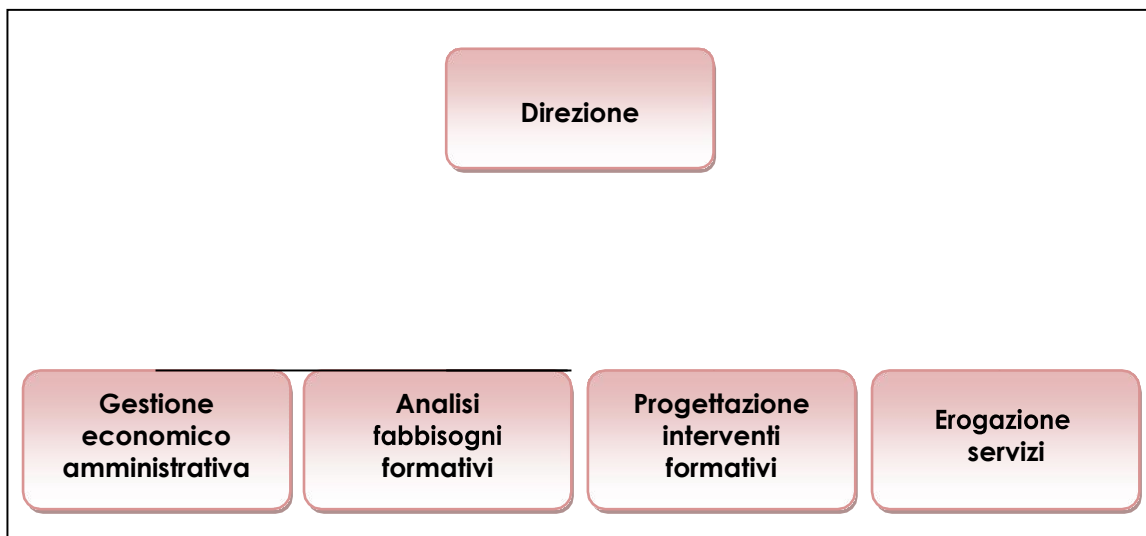 Direzione
Gestione
economico
amministrativa
Analisi
fabbisogni
formativi
Progettazione
interventi
formativi
Erogazione
servizi